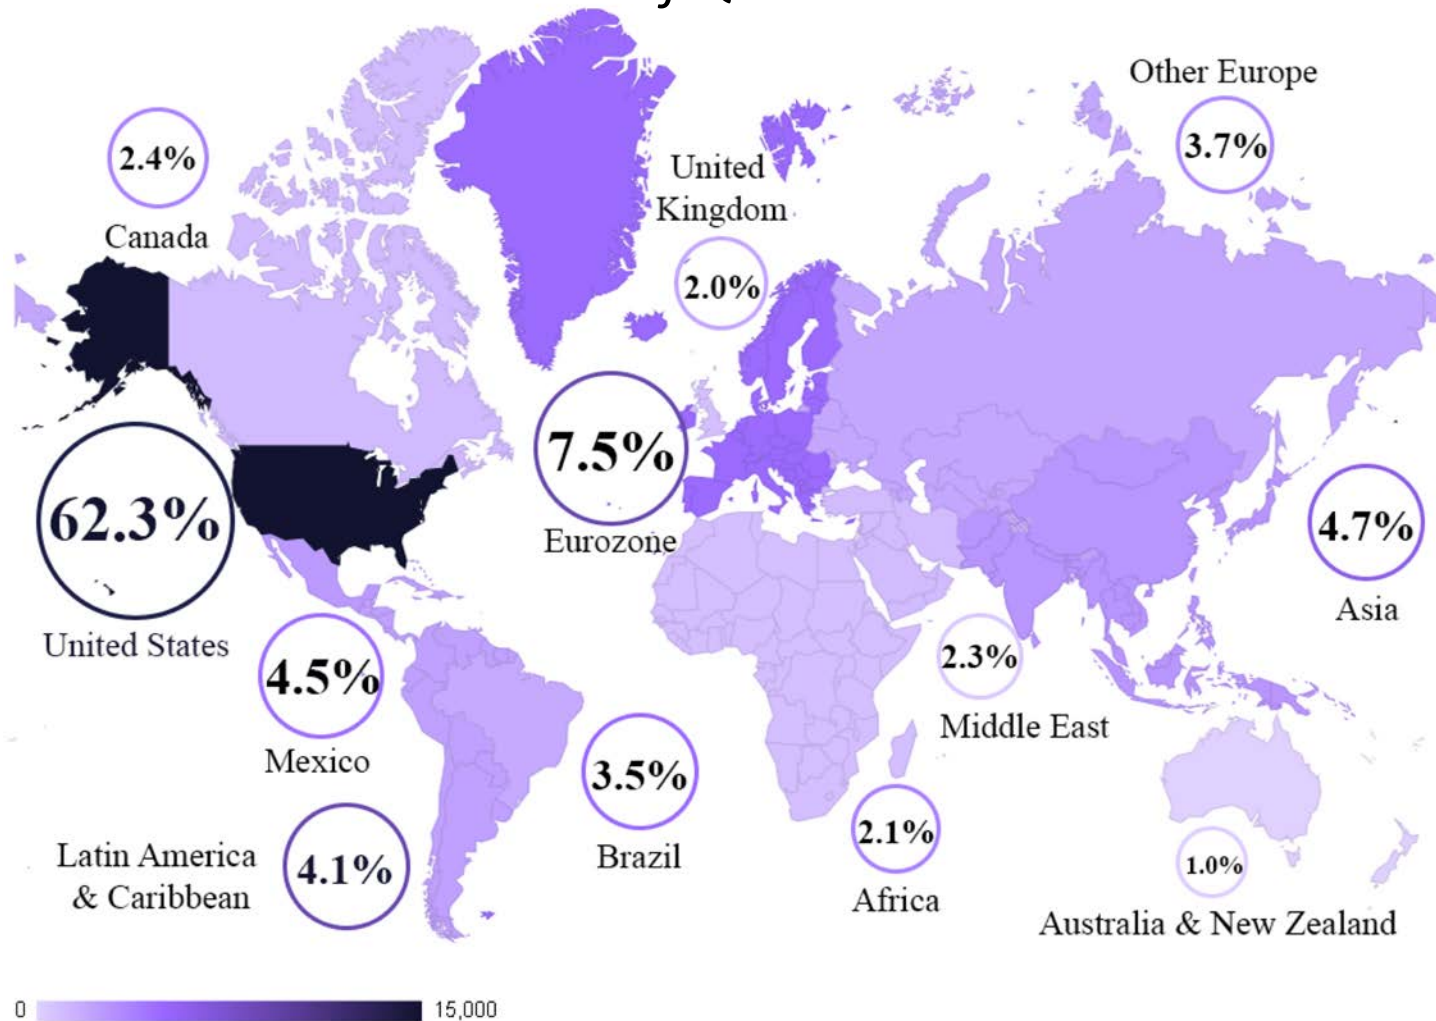 Other Europe
3.7%
2.4%
Canada
United
Kingdom
2.0%
62.3%
United States
7.5%
Eurozone
4.7%
Asia
4.5%
Mexico
2.3%
Middle East
3.5%
Brazil
Latin America
& Caribbean
4.1%
2.1%
Africa
1.0%
Australia & New Zealand
0
15,000